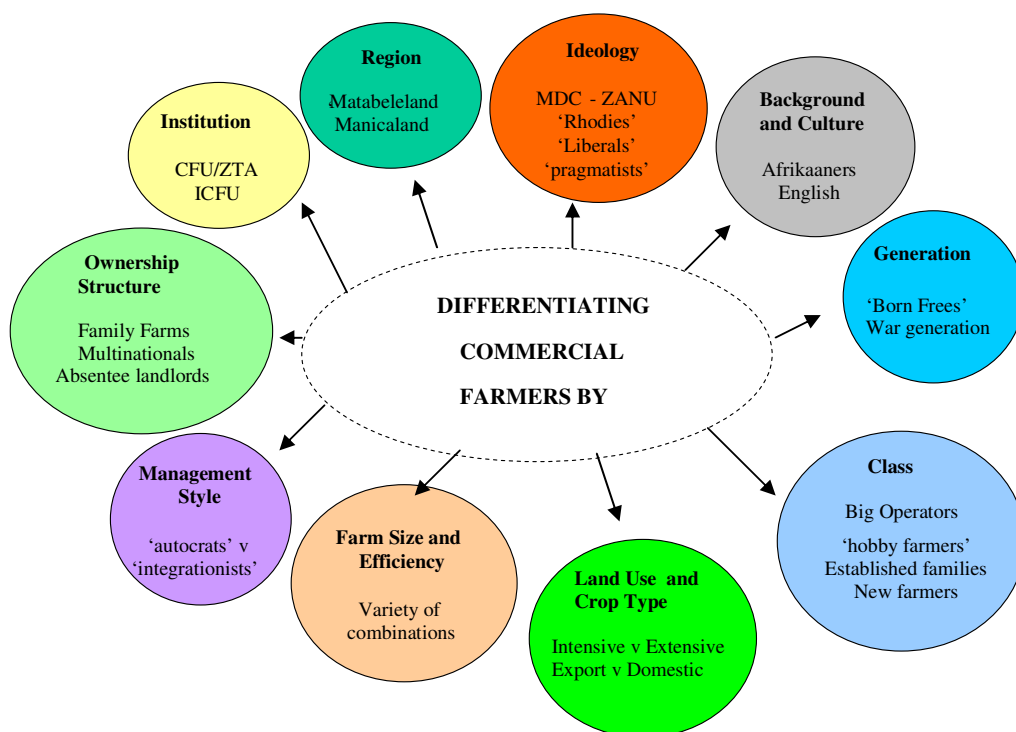 DIFFERENTIATING
COMMERCIAL
FARMERS BY
Institution
CFU/ZTA
ICFU
Region
Matabeleland
Manicaland
Ideology
MDC - ZANU
‘Rhodies’
‘Liberals’
‘pragmatists’
Background
and Culture
Afrikaaners
English
Generation
‘Born Frees’
War generation
Class
Big Operators
‘hobby farmers’
Established families
New farmers
Land Use and
Crop Type
Intensive v Extensive
Export v Domestic
Farm Size and
Efficiency
Variety of
combinations
Management
Style
‘autocrats’ v
‘integrationists’
Ownership
Structure
Family Farms
Multinationals
Absentee landlords